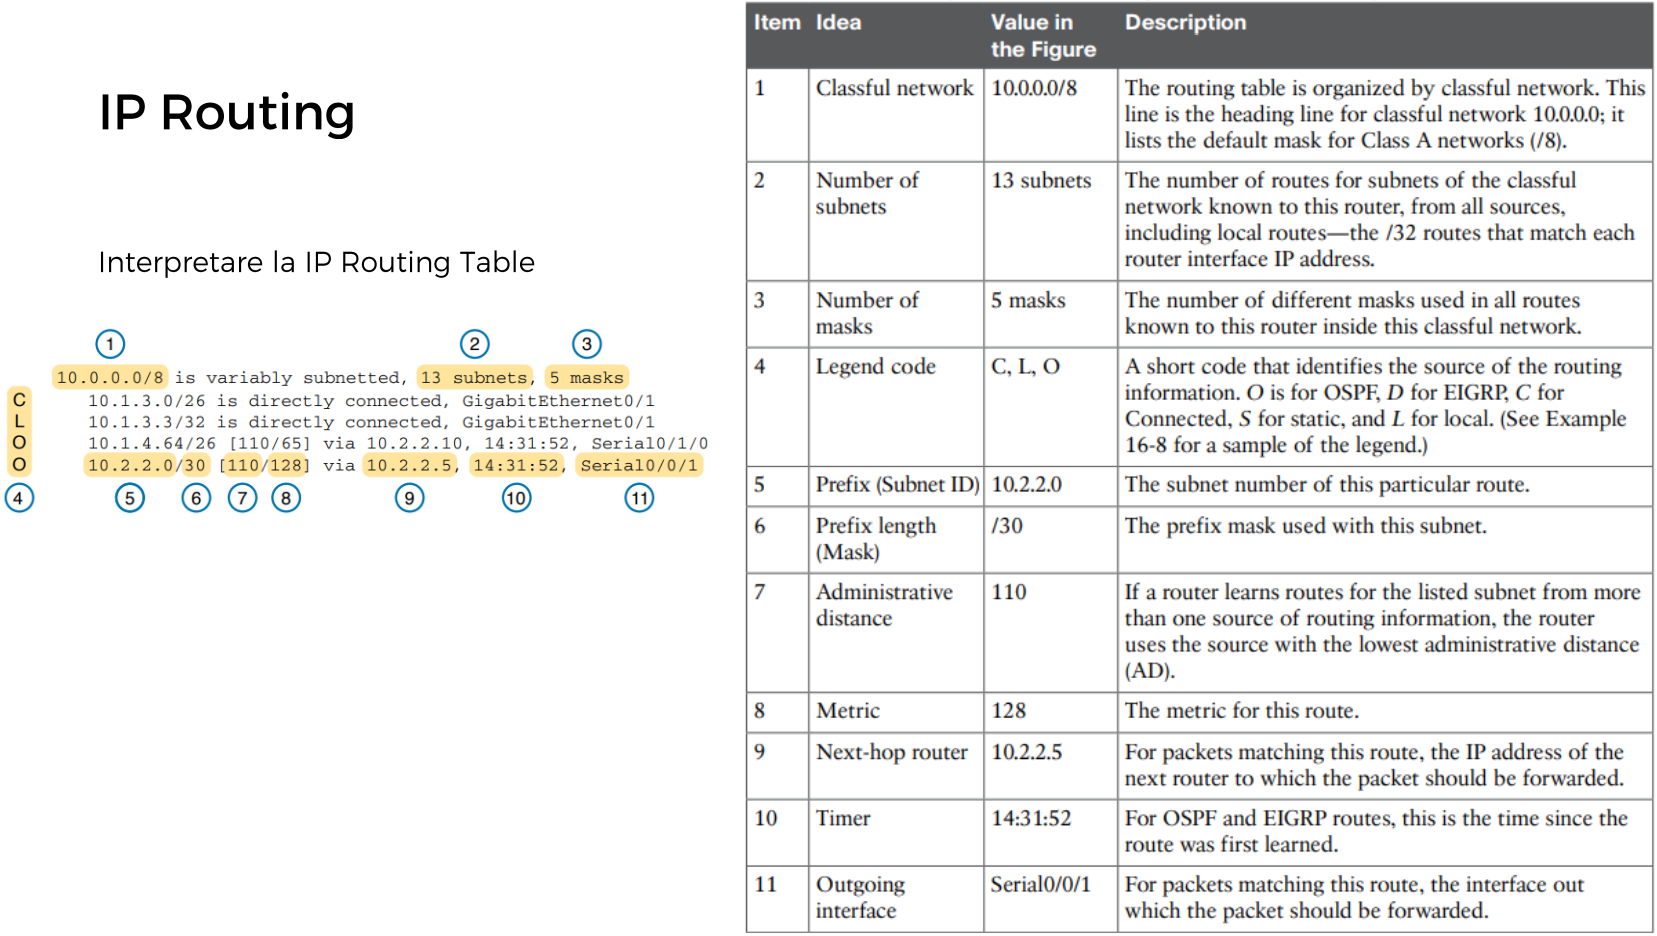 IP Routing
Interpretare la IP Routing Table
1 2 3
10.0.0.0/8 is variably subnetted, 13 subnets, 5 masks
C 10.1.3.0/26 is directly connected, GigabitEthernet0/1
L 10.1.3.3/32 is directly connected, GigabitEthernet0/1
O 10.1.4.64/26 [110/65] via 10.2.2.10, 14:31:52, Serial0/1/0
O 10.2.2.0/30 [110/128] via 10.2.2.5, 14:31:52, Serial0/0/1
4 5 6 7 8 9 10 11
Item Idea Value in
the Figure Description
1 Classful network 10.0.0.0/8 The routing table is organized by classful network. This
line is the heading line for classful network 10.0.0.0; it
lists the default mask for Class A networks (/8).
2 Number of 13 subnets The number of routes for subnets of the classful
subnets network known to this router, from all sources,
including local routes—the /32 routes that match each
router interface IP address.
3 Number of 5 masks The number of different masks used in all routes
masks known to this router inside this classful network.
4 Legend code C, L, O A short code that identifies the source of the routing
information. O is for OSPF, D for EIGRP, C for
Connected, S for static, and L for local. (See Example
16-8 for a sample of the legend.)
5 Prefix (Subnet ID) 10.2.2.0 The subnet number of this particular route.
6 Prefix length /30 The prefix mask used with this subnet.
(Mask)
7 Administrative 110 If a router learns routes for the listed subnet from more
distance than one source of routing information, the router
uses the source with the lowest administrative distance
(AD).
8 Metric 128 The metric for this route.
9 Next-hop router 10.2.2.5 For packets matching this route, the IP address of the
next router to which the packet should be forwarded.
10 Timer 14:31:52 For OSPF and EIGRP routes, this is the time since the
route was first learned.
11 Outgoing Serial0/0/1 For packets matching this route, the interface out
interface which the packet should be forwarded.